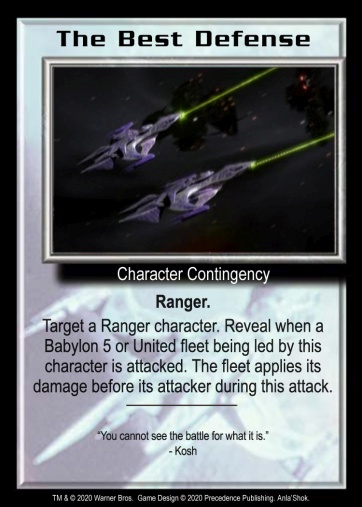 The Best Defense
Character Contingency
Ranger.
Target a Ranger character. Reveal when a
Babylon 5 or United fleet being led by this
character is attacked. The fleet applies its
damage before its attacker during this attack.
"You cannot see the battle for what it is."
- Kosh
TM & © 2020 Warner Bros. Game Design © 2020 Precedence Publishing. Anla'Shok.